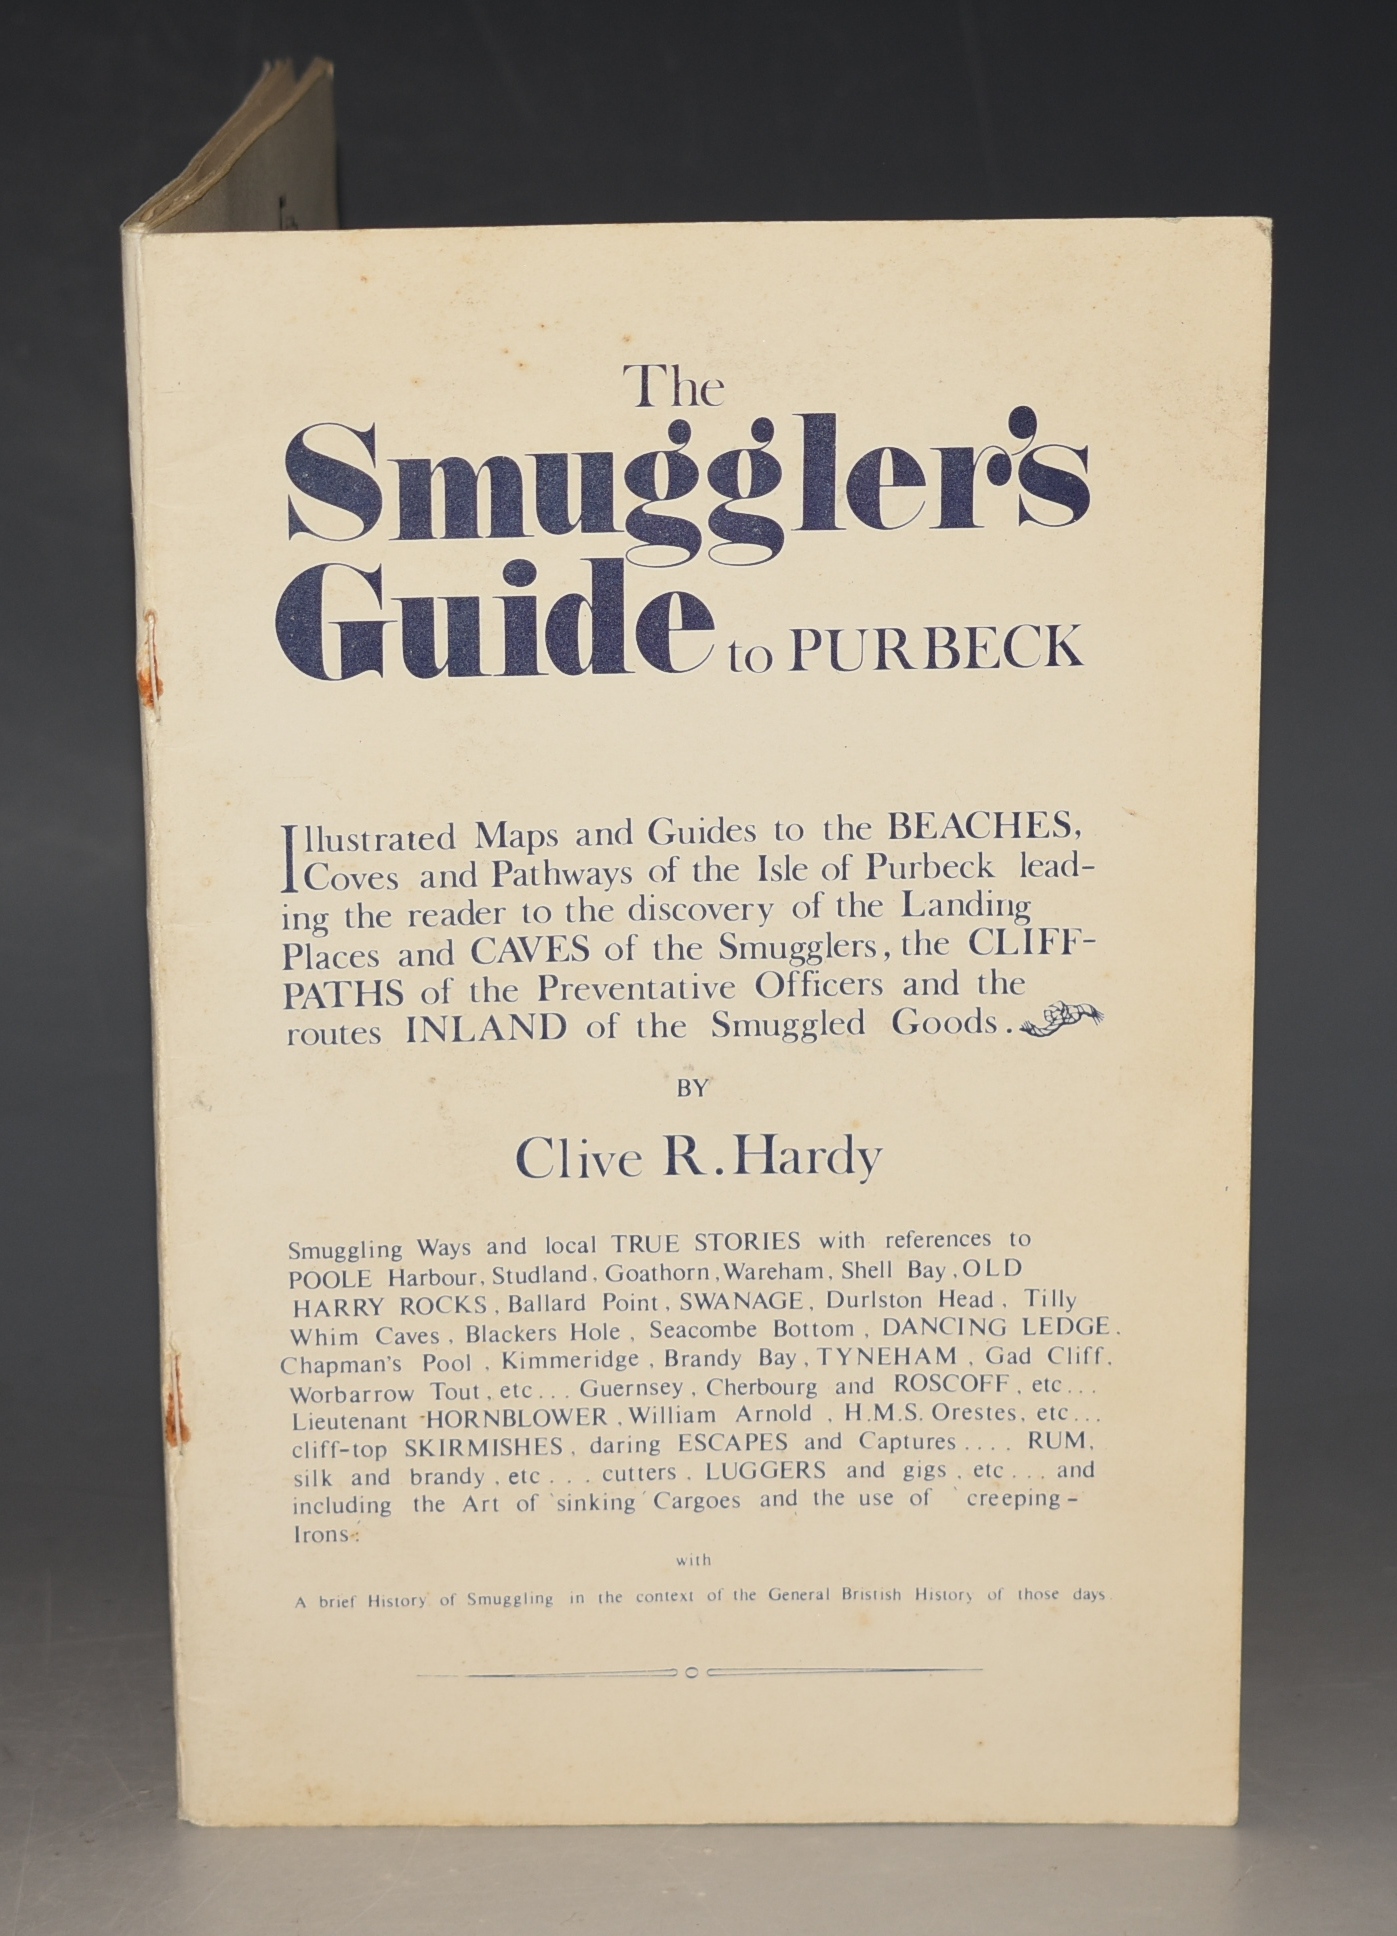 The
Smuggler's
Guide to PURBECK
Illustrated Maps and Guides to the BEACHES,
Coves and Pathways of the Isle of Purbeck lead-
ing the reader to the discovery of the Landing
Places and CAVES of the Smugglers, the CLIFF-
PATHS of the Preventative Officers and the
routes INLAND of the Smuggled Goods.
BY
Clive R. Hardy
Smuggling Ways and local TRUE STORIES with references to
POOLE Harbour, Studland, Goathorn, Wareham, Shell Bay, OLD
HARRY ROCKS, Ballard Point, SWANAGE, Durlston Head, Tilly
Whim Caves, Blackers Hole, Seacombe Bottom, DANCING LEDGE,
Chapman's Pool, Kimmeridge, Brandy Bay, TYNEHAM, Gad Cliff,
Worbarrow Tout, etc... Guernsey, Cherbourg and ROSCOFF, etc...
Lieutenant HORNBLOWER, William Arnold, H.M.S. Orestes, etc...
cliff-top SKIRMISHES, daring ESCAPES and Captures.... RUM,
silk and brandy, etc... cutters, LUGGERS and gigs, etc... and
including the Art of 'sinking' Cargoes and the use of 'creeping-
Irons'.
with
A brief History of Smuggling in the context of the General Bristish History of those days.